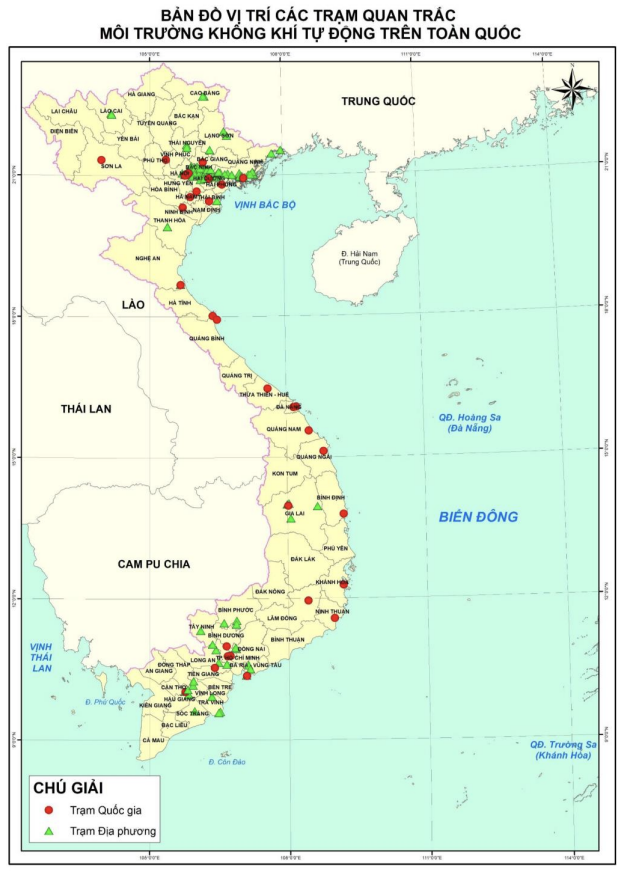 BẢN ĐỒ VỊ TRÍ CÁC TRẠM QUAN TRẮC
MÔI TRƯỜNG KHÔNG KHÍ TỰ ĐỘNG TRÊN TOÀN QUỐC
N
TRUNG QUỐC
HÀ GIANG
CAO BẰNG
LAI CHÂU
LÀO CAI
BẮC KẠN
TUYÊN QUANG
ĐIỆN BIÊN
LẠNG SƠN
YÊN BÁI
THÁI NGUYÊN
VĨNH PHÚC
PHÚ THỌ
BẮC GIANG
QUẢNG NINH
SƠN LA
BẮC NINH
HƯNG YÊN
HÒA BÌNH
THÁI BÌNH
NINH BÌNH
NAM ĐỊNH
VỊNH BẮC BỘ
THANH HÓA
NGHỆ AN
Đ. Hải Nam
(Trung Quốc)
LÀO
HÀ TĨNH
QUẢNG BÌNH
QUẢNG TRỊ
THỪA THIÊN - HUẾ
ĐÀ NẴNG
THÁI LAN
QĐ. Hoàng Sa
(Đà Nẵng)
QUẢNG NAM
QUẢNG NGÃI
KON TUM
BÌNH ĐỊNH
GIA LAI
BIỂN ĐÔNG
PHÚ YÊN
ĐẮK LẮK
CAM PU CHIA
KHÁNH HÒA
ĐẮK NÔNG
BÌNH PHƯỚC
NINH THUẬN
LÂM ĐỒNG
TÂY NINH
BÌNH DƯƠNG
BÌNH THUẬN
ĐỒNG NAI
VỊNH
THÁI
LAN
LONG AN
TP. HỒ CHÍ MINH
ĐỒNG THÁP
BÀ RỊA - VŨNG TÀU
AN GIANG
TIỀN GIANG
CẦN THƠ
BẾN TRE
Đ. Phú Quốc
VĨNH LONG
HẬU GIANG
KIÊN GIANG
TRÀ VINH
SÓC TRĂNG
BẠC LIÊU
CÀ MAU
QĐ. Trường Sa
(Khánh Hòa)
Đ. Côn Đảo
CHÚ GIẢI
Trạm Quốc gia
Trạm Địa phương